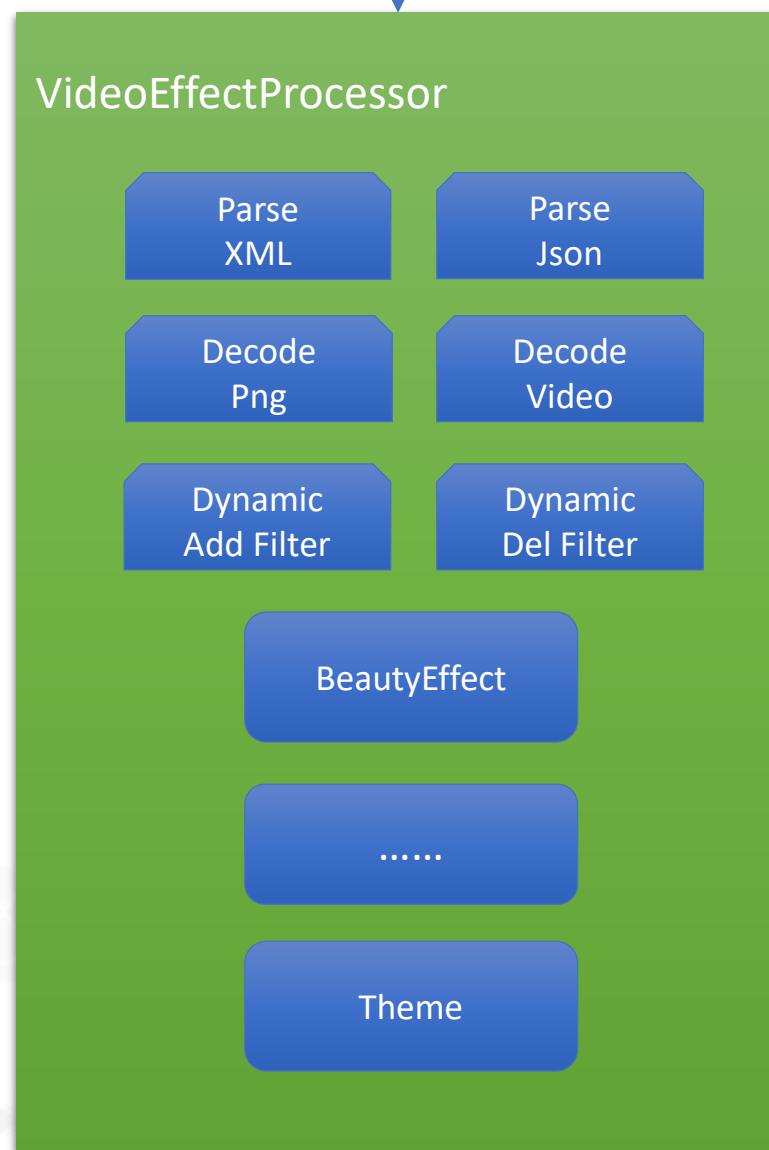 VideoEffectProcessor
Parse
XML
Parse
Json
Decode
Png
Decode
Video
Dynamic
Add Filter
Dynamic
Del Filter
BeautyEffect
……
Theme